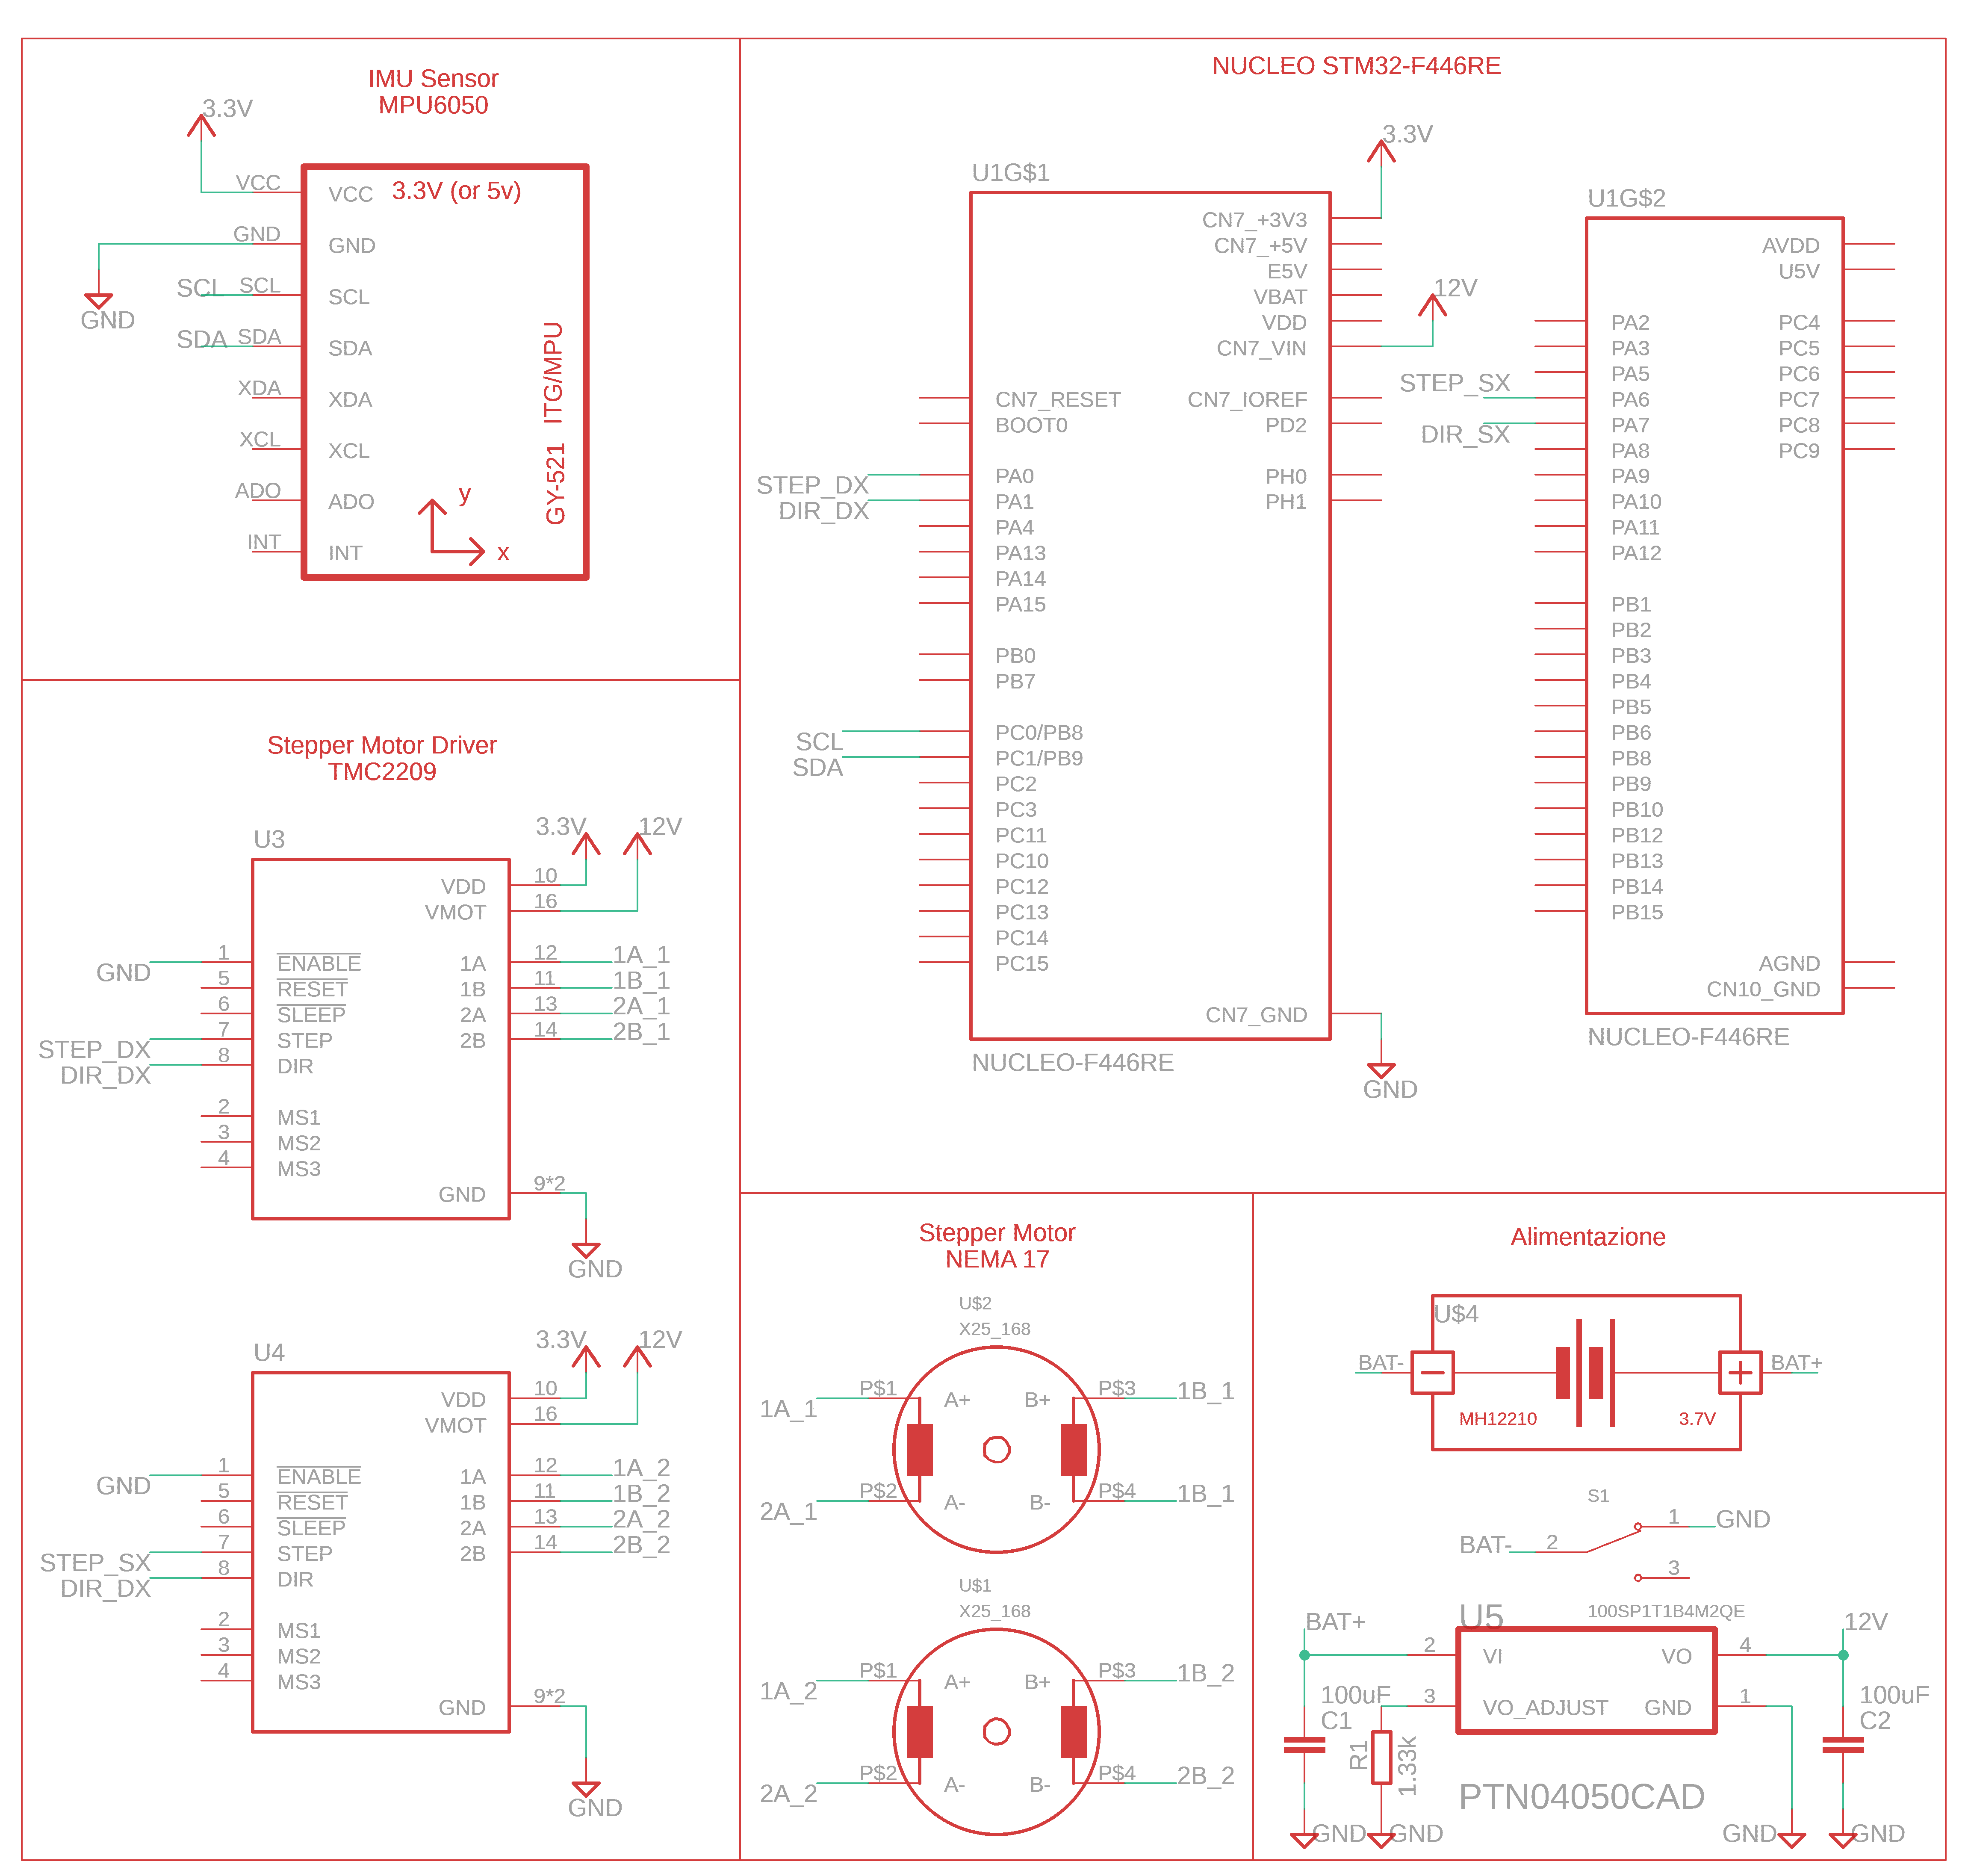 IMU Sensor
MPU6050
3.3V
VCC
VCC
3.3V (or 5v)
GND
GND
GND
SCL
SCL
SCL
SDA
SDA
SDA
XDA
XDA
XCL
XCL
ADO
ADO
INT
INT
GY-521 ITG/MPU
y
x
Stepper Motor Driver
TMC2209
U3
3.3V
12V
VDD
10
VMOT
16
GND
1
ENABLE
1A
12
1A_1
5
RESET
1B
11
1B_1
6
SLEEP
2A
13
2A_1
STEP_DX
7
STEP
2B
14
2B_1
DIR_DX
8
DIR
2
MS1
3
MS2
4
MS3
GND
9*2
GND
U4
3.3V
12V
VDD
10
VMOT
16
GND
1
ENABLE
1A
12
1A_2
5
RESET
1B
11
1B_2
6
SLEEP
2A
13
2A_2
STEP_SX
7
STEP
2B
14
2B_2
DIR_DX
8
DIR
2
MS1
3
MS2
4
MS3
GND
9*2
GND
NUCLEO STM32-F446RE
U1G$1
3.3V
CN7_+3V3
CN7_+5V
E5V
VBAT
VDD
CN7_VIN
12V
CN7_RESET
CN7_IOREF
BOOT0
PD2
STEP_DX
PA0
PH0
DIR_DX
PA1
PH1
PA4
PA13
PA14
PA15
PB0
PB7
SCL
PC0/PB8
SDA
PC1/PB9
PC2
PC3
PC11
PC10
PC12
PC13
PC14
PC15
CN7_GND
NUCLEO-F446RE
GND
U1G$2
AVDD
U5V
PA2
PC4
PA3
PC5
PA5
PC6
STEP_SX
PA6
PC7
DIR_SX
PA7
PC8
PA8
PC9
PA9
PA10
PA11
PA12
PB1
PB2
PB3
PB4
PB5
PB6
PB8
PB9
PB10
PB12
PB13
PB14
PB15
AGND
CN10_GND
NUCLEO-F446RE
Stepper Motor
NEMA 17
U$2
X25_168
1A_1
P$1
A+
B+
P$3
1B_1
2A_1
P$2
A-
B-
P$4
1B_1
U$1
X25_168
1A_2
P$1
A+
B+
P$3
1B_2
2A_2
P$2
A-
B-
P$4
2B_2
Alimentazione
U$4
BAT-
BAT+
MH12210
3.7V
S1
BAT-
2
1
GND
3
100SP1T1B4M2QE
U5
BAT+
2
VI
VO
4
12V
3
VO_ADJUST
GND
1
100uF
C1
R1
1.33k
100uF
C2
PTN04050CAD
GND
GND
GND
GND